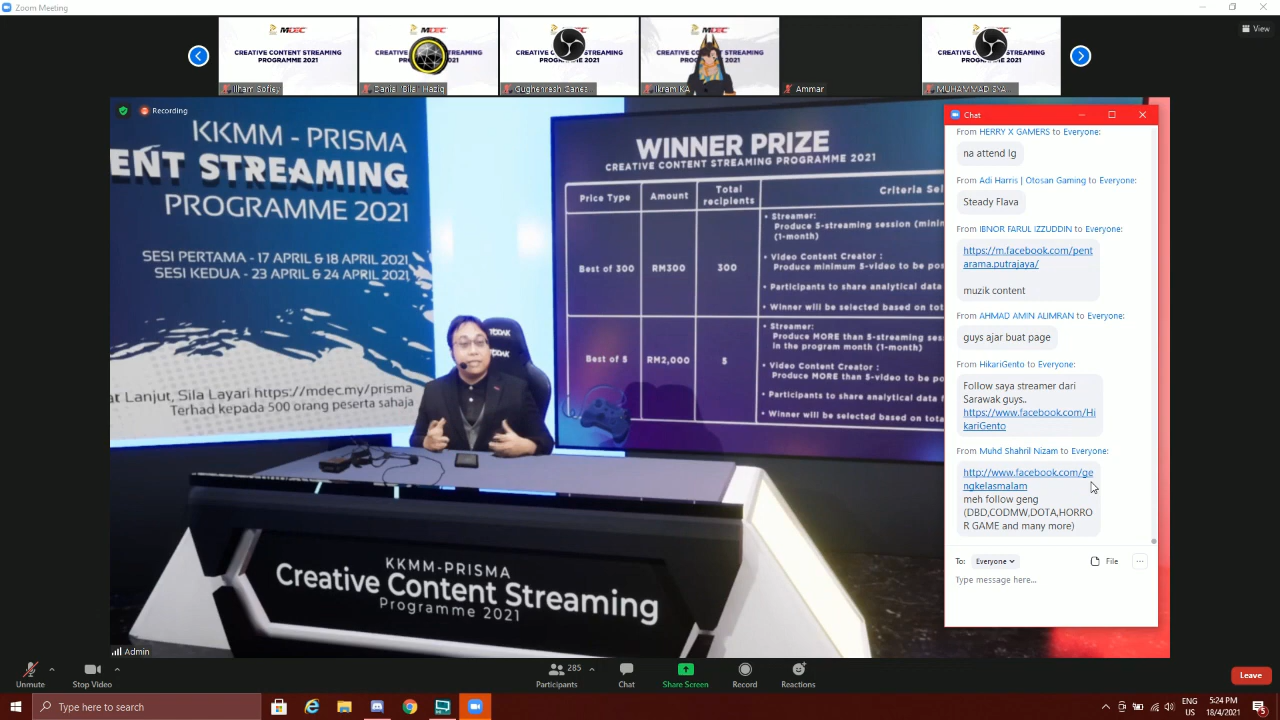 Zoom Meeting
View
MDEC
CREATIVE CONTENT STREAMING
PROGRAMME 2021
Ilham Sofiey
MDEC
Danial Bilal Haziq
MDEC
Gughenresh Ganes
MDEC
CREATIVE CONTENT STREAMING
PROGRAMME 2021
Ikram KA
Ammar
MUHAMMAD SYA
Recording
KKMM - PRISMA
ENT STREAMING
PROGRAMME 2021
SESI PERTAMA - 17 APRIL & 18 APRIL 2021
SESI KEDUA - 23 APRIL & 24 APRIL 2021
at Lanjut, Sila Layari https://mdec.my/prisma
Terhad kepada 500 orang peserta sahaja
TODAK
TODAK
WINNER PRIZE
CREATIVE CONTENT STREAMING PROGRAMME 2021
Price Type Amount Total recipients Criteria Sel
Best of 300 RM300 300
• Streamer:
Produce 5-streaming session (mini
(1-month)
• Video Content Creator :
Produce minimum 5-video to be po
• Participants to share analytical data
• Winner will be selected based on tot
Best of 5 RM2,000 5
• Streamer:
Produce MORE than 5-streaming ses
in the program month (1-month)
• Video Content Creator :
Produce MORE than 5-video to be po
• Participants to share analytical data f
• Winner will be selected based on tota
KKMM-PRISMA
Creative Content Streaming
Programme 2021
Admin
Chat
From HERRY X GAMERS to Everyone:
na attend lg
From Adi Harris | Otosan Gaming to Everyone:
Steady Flava
From IBNOR FARUL IZZUDDIN to Everyone:
https://m.facebook.com/pent
arama.putrajaya/
muzik content
From AHMAD AMIN ALIMRAN to Everyone:
guys ajar buat page
From HikariGento to Everyone:
Follow saya streamer dari
Sarawak guys..
https://www.facebook.com/Hi
kariGento
From Muhd Shahril Nizam to Everyone:
http://www.facebook.com/ge
ngkelasmalam
meh follow geng
(DBD,CODMW,DOTA,HORRO
R GAME and many more)
To: Everyone File ...
Type message here...
Unmute
Stop Video
285
Participants
Chat
Share Screen
Record
Reactions
Leave
Type here to search
ENG
US
5:24 PM
18/4/2021